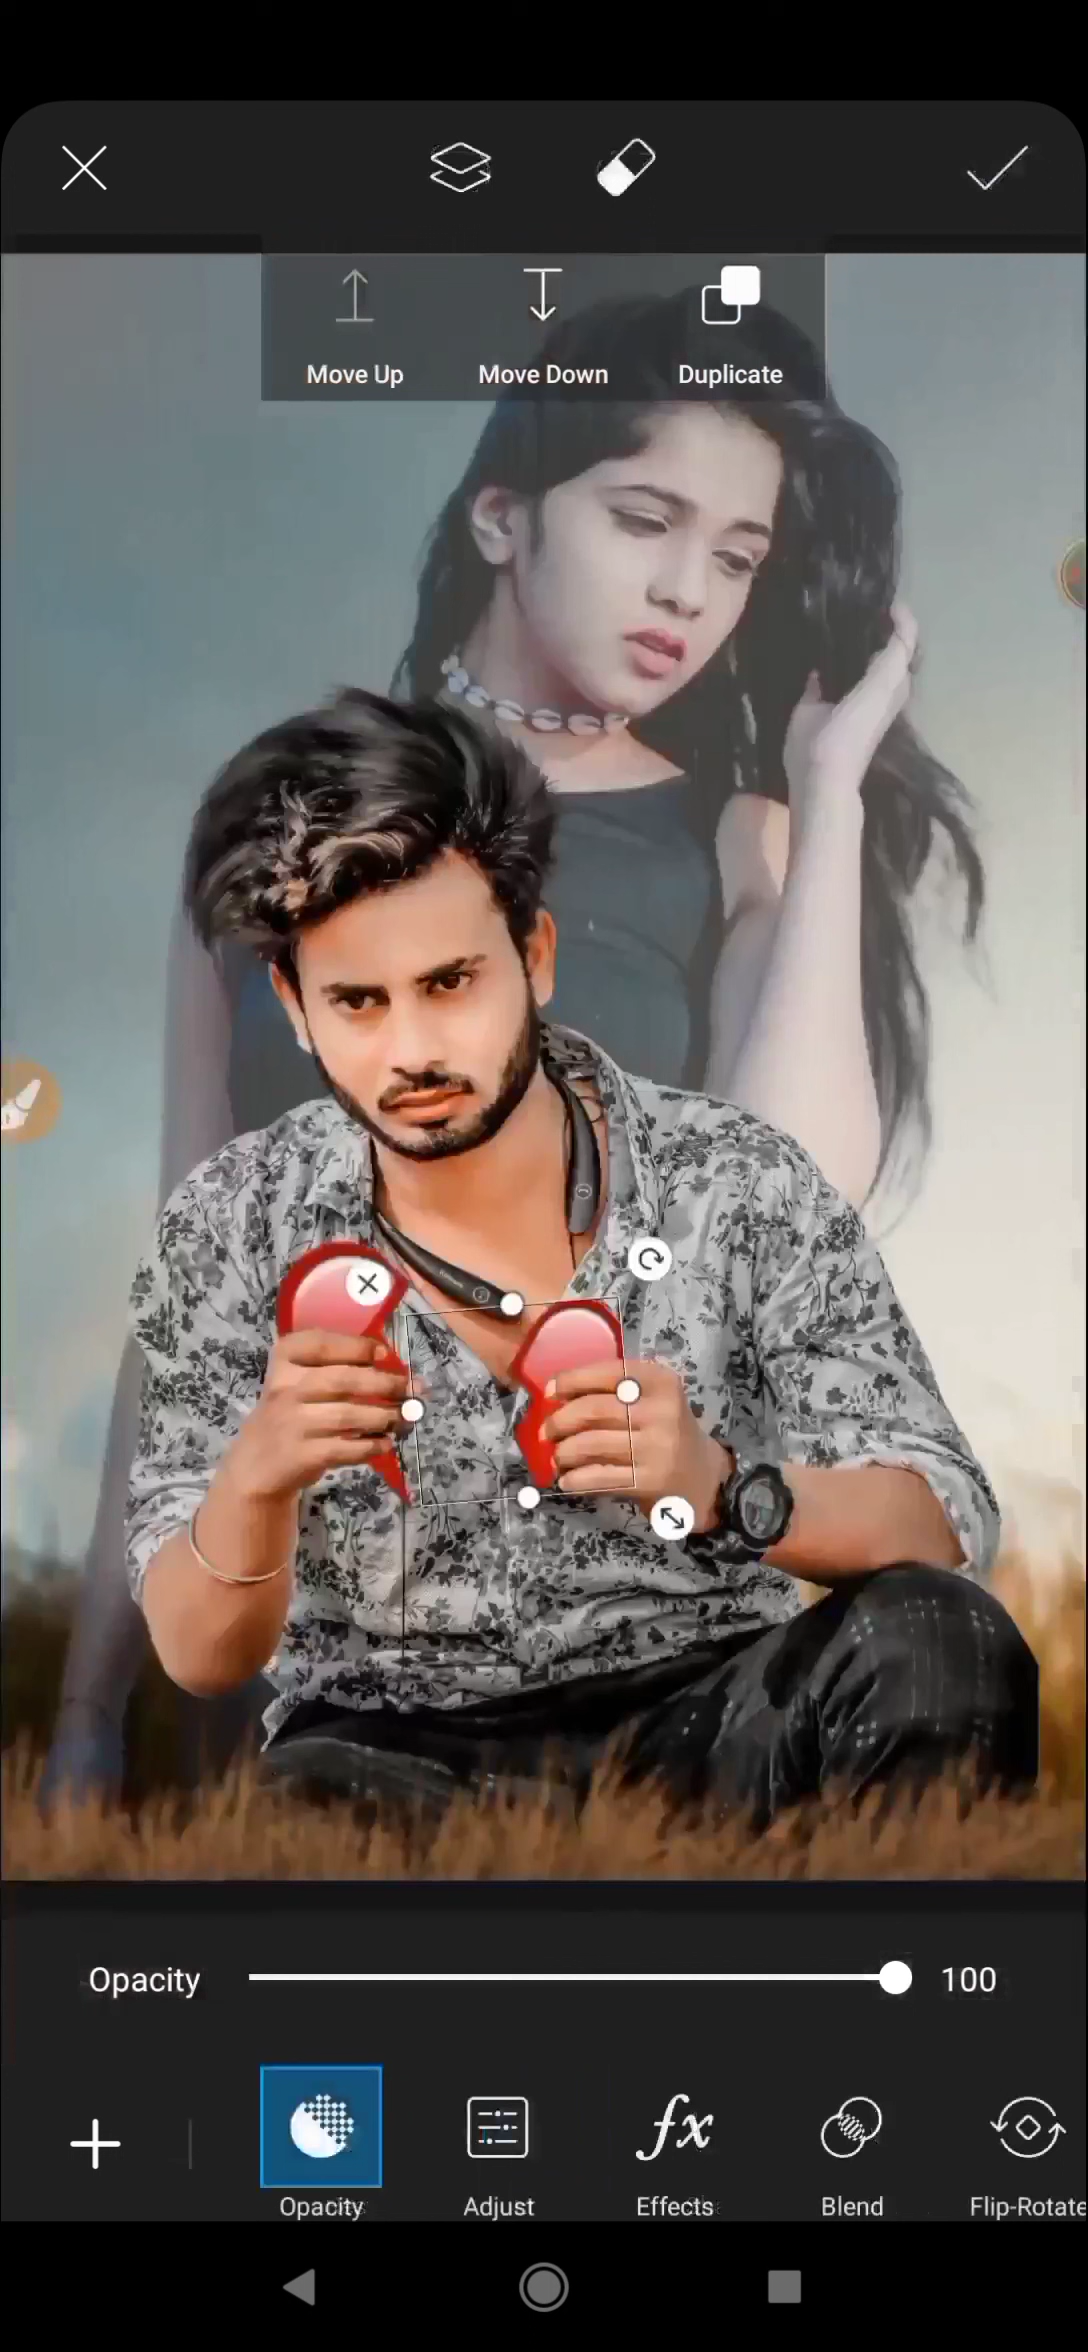 Move Up
Move Down
Duplicate
Opacity
100
Opacity
Adjust
Effects
Blend
Flip-Rotate